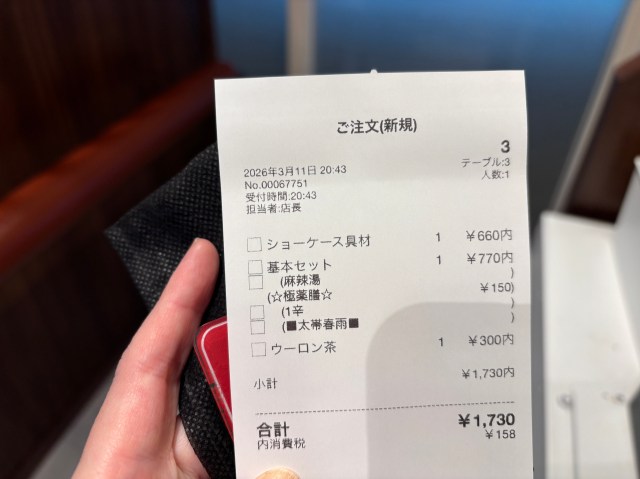 ご注文(新規)
3
2026年3月11日 20:43
テーブル:3
No.00067751
人数:1
受付時間:20:43
担当者:店長
ショーケース具材 1 ¥660内
基本セット 1 ¥770内
(麻辣湯 )
(☆極薬膳☆ ¥150)
(1辛 )
(■太帯春雨■ )
ウーロン茶 1 ¥300内
小計 ¥1,730内
合計 ¥1,730
内消費税 ¥158